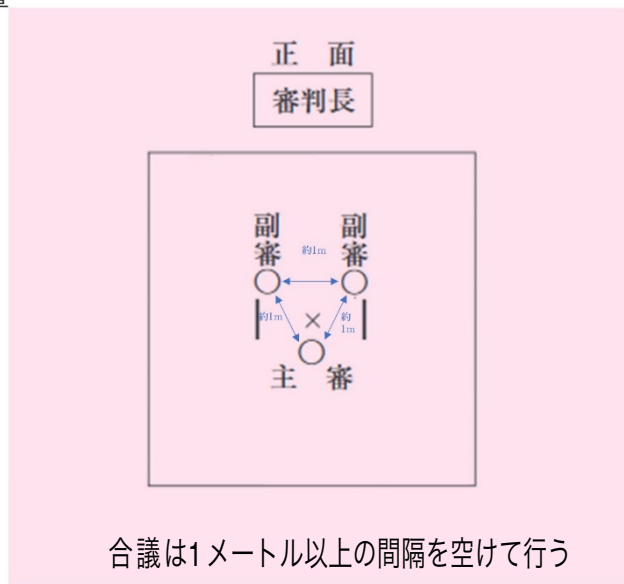 正 面
審判長
副審 副審
約1m
約1m
約1m
主 審
合議は1メートル以上の間隔を空けて行う